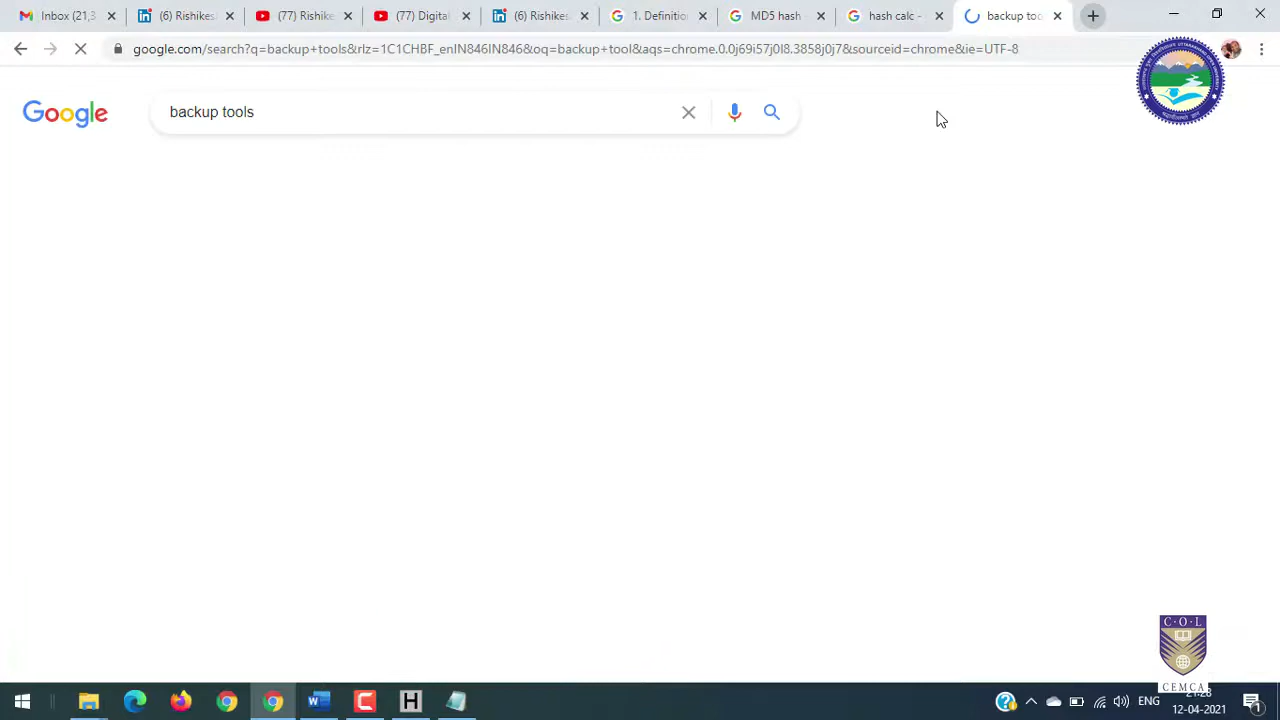 Inbox (21,3
(6) Rishikes
(77) Rishike
(77) Digital
(6) Rishikes
1. Definitio
MD5 hash
hash calc -
backup too
google.com/search?q=backup+tools&rlz=1C1CHBF_enIN846IN846&oq=backup+tool&aqs=chrome.0.0j69i57j0l8.3858j0j7&sourceid=chrome&ie=UTF-8
Google
backup tools
C·O·L
CEMCA
ENG
21:28
12-04-2021